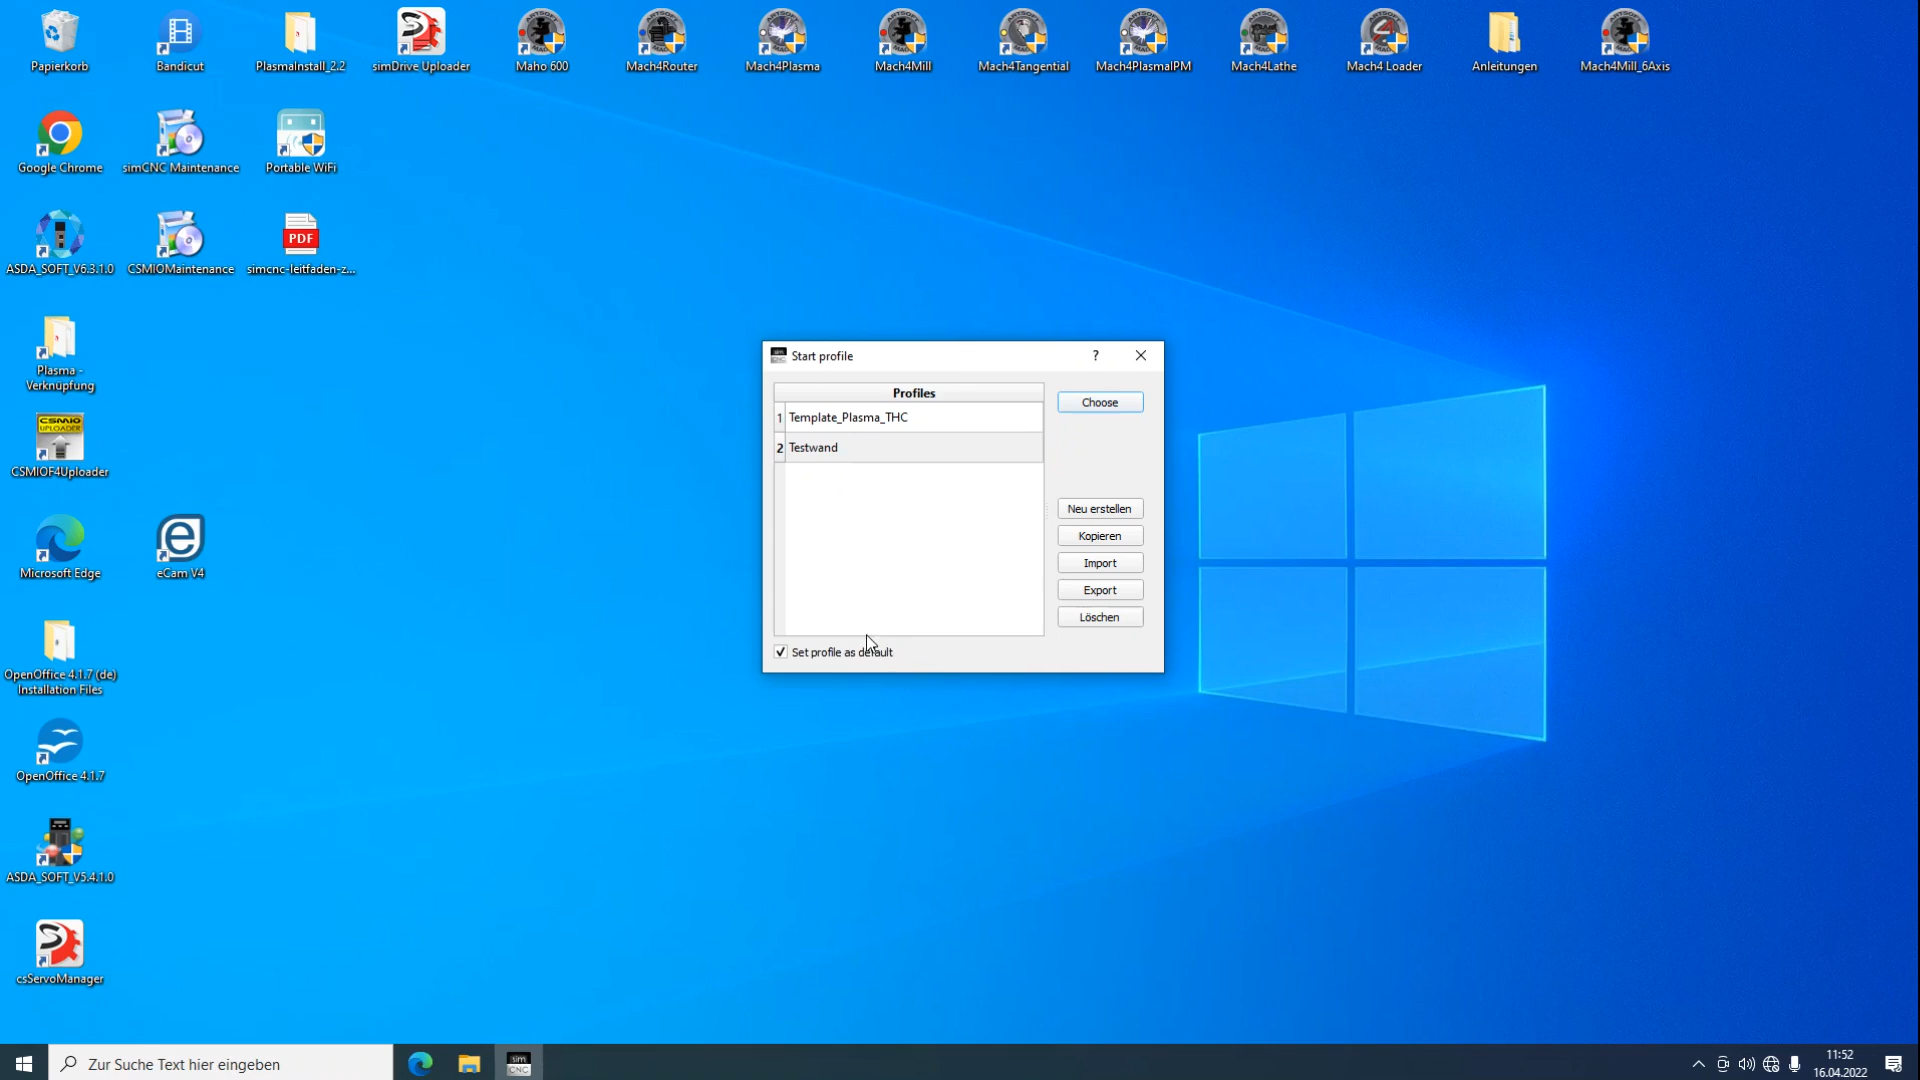 Papierkorb
Bandicut
PlasmaInstall_2.2
simDrive Uploader
Maho 600
Mach4Router
Mach4Plasma
Mach4Mill
Mach4Tangential
Mach4PlasmaIPM
Mach4Lathe
Mach4 Loader
Anleitungen
Mach4Mill_6Axis
Google Chrome
simCNC Maintenance
Portable WiFi
ASDA_SOFT_V6.3.1.0
CSMIOMaintenance
PDF
simcnc-leitfaden-z...
Plasma -
Verknüpfung
CSMIO
UPLOADER
CSMIOF4Uploader
Microsoft Edge
eCam V4
OpenOffice 4.1.7 (de)
Installation Files
OpenOffice 4.1.7
ASDA_SOFT_V5.4.1.0
csServoManager
Start profile
?
Profiles
1 Template_Plasma_THC
2 Testwand
Choose
Neu erstellen
Kopieren
Import
Export
Löschen
Set profile as default
Zur Suche Text hier eingeben
sim
CNC
11:52
16.04.2022